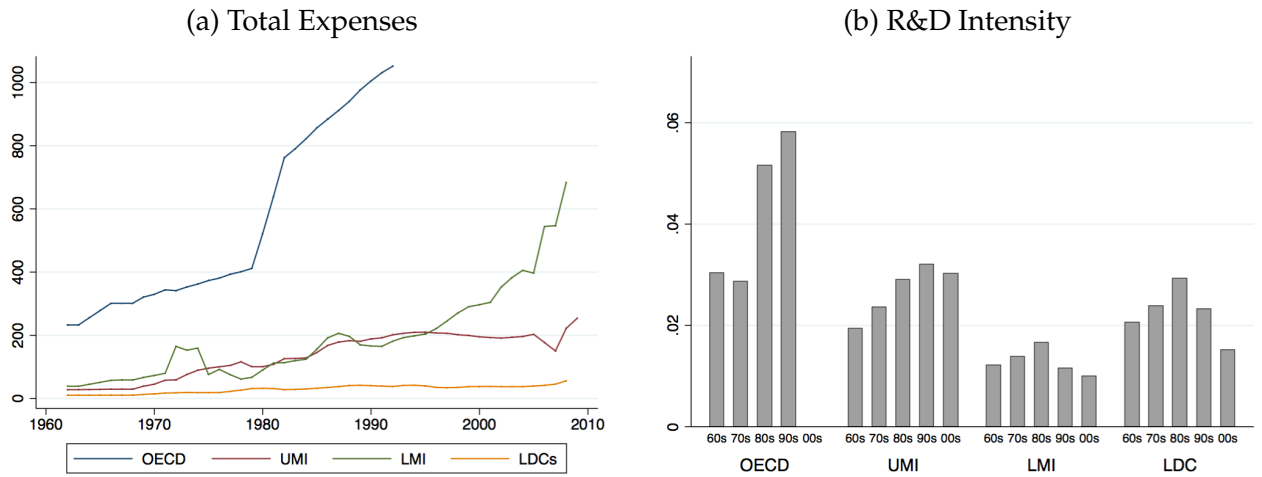 (a) Total Expenses
1000
800
600
400
200
0
1960 1970 1980 1990 2000 2010
OECD UMI LMI LDCs
(b) R&D Intensity
.06
.04
.02
0
60s 70s 80s 90s 00s 60s 70s 80s 90s 00s 60s 70s 80s 90s 00s 60s 70s 80s 90s 00s
OECD UMI LMI LDC